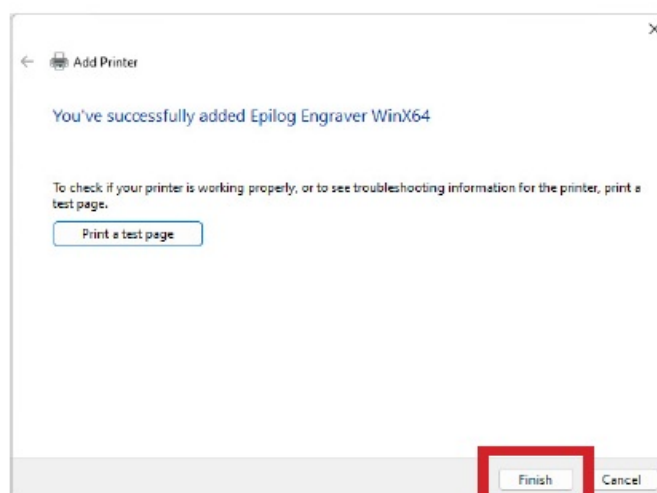 Add Printer
You've successfully added Epilog Engraver WinX64
To check if your printer is working properly, or to see troubleshooting information for the printer, print a
test page.
Print a test page
Finish
Cancel